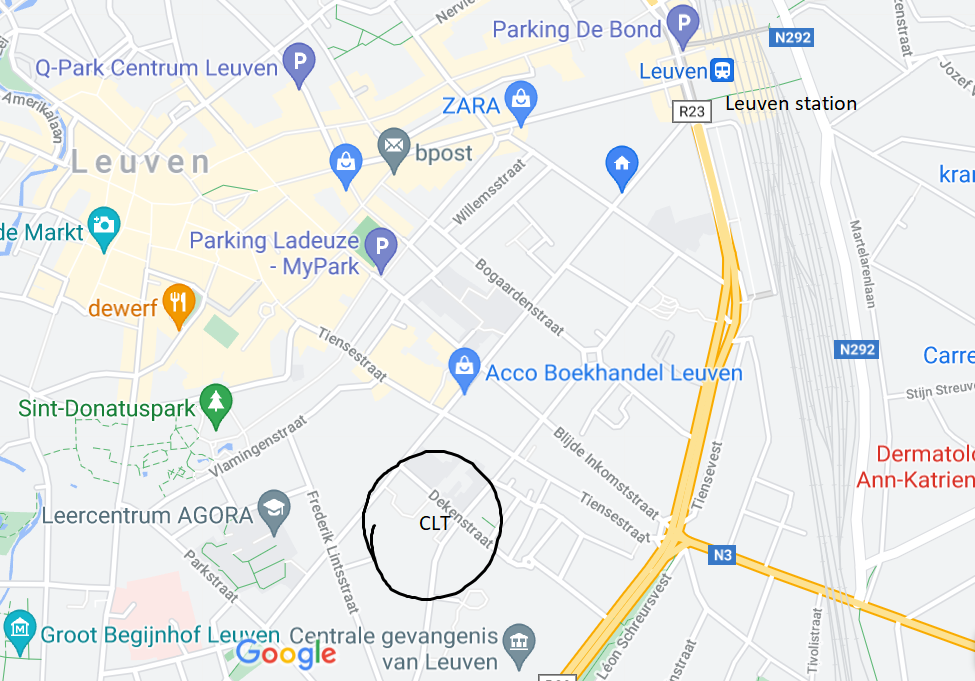 Nervie
Parking De Bond
N292
Q-Park Centrum Leuven
Leuven
Jozef V
ZARA
R23
Leuven station
Amerikalaan
Leuven
bpost
Willemsstraat
de Markt
Parking Ladeuze
- MyPark
Martelarenlaan
Bogaardenstraat
dewerf
Tiensestraat
N292
Carre
Acco Boekhandel Leuven
Stijn Streuve
Sint-Donatuspark
Vlamingenstraat
Blijde Inkomststraat
Tiensevest
Dermatolo
Ann-Katrien
Leercentrum AGORA
Frederik Lintsstraat
CLT
Dekenstraat
Tiensestraat
N3
Parkstraat
Léon Schreursvest
Tivolistraat
Groot Begijnhof Leuven
Centrale gevangenis
van Leuven
Google